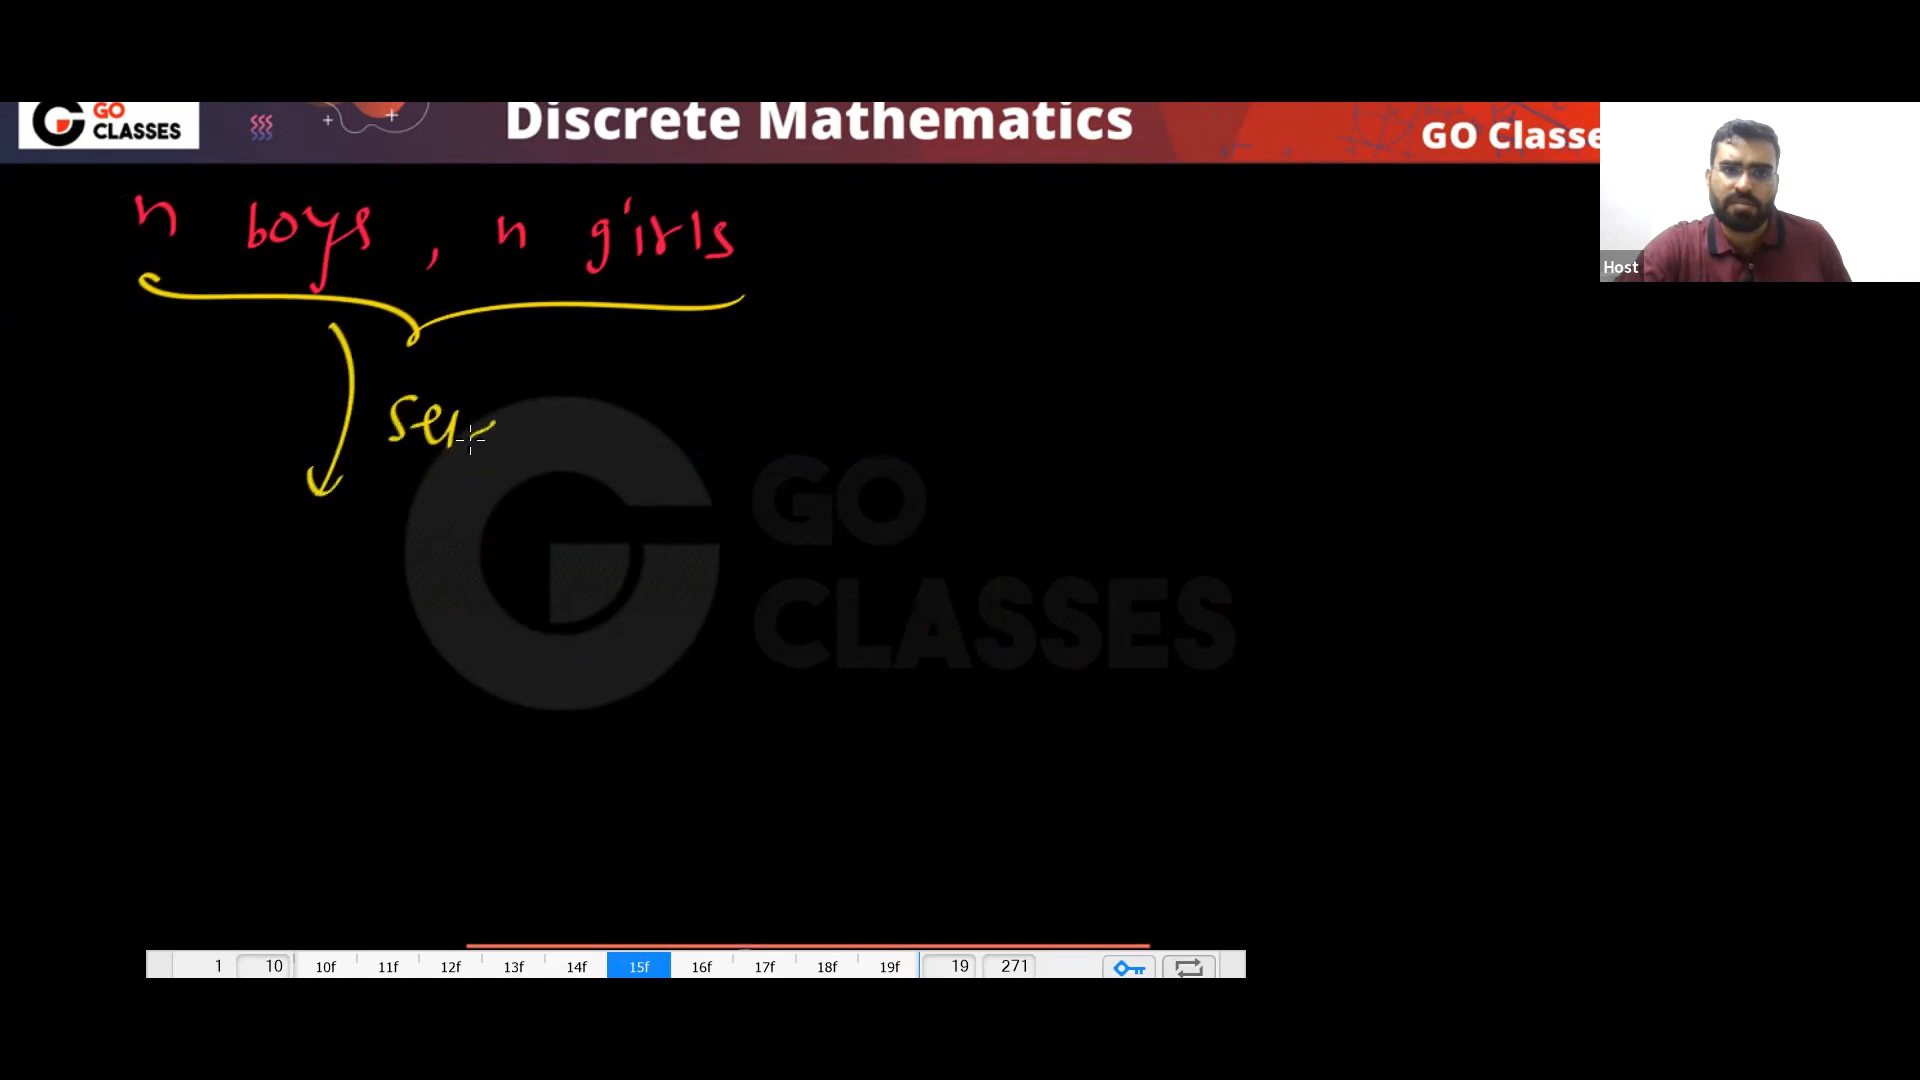 GO
CLASSES
Discrete Mathematics
GO Classe
n boys, n girls
Host
GO
CLASSES
1 10 10f 11f 12f 13f 14f 15f 16f 17f 18f 19f 19 271